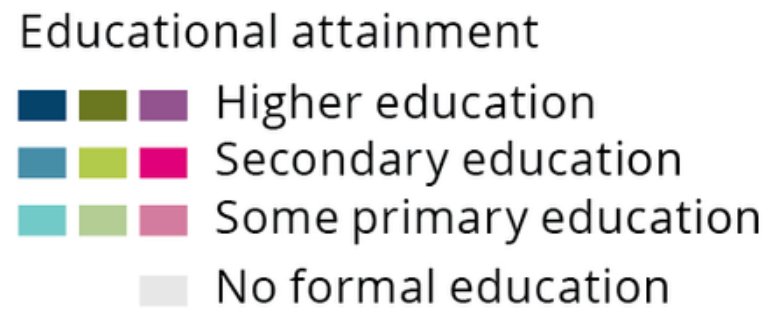 Educational attainment
Higher education
Secondary education
Some primary education
No formal education